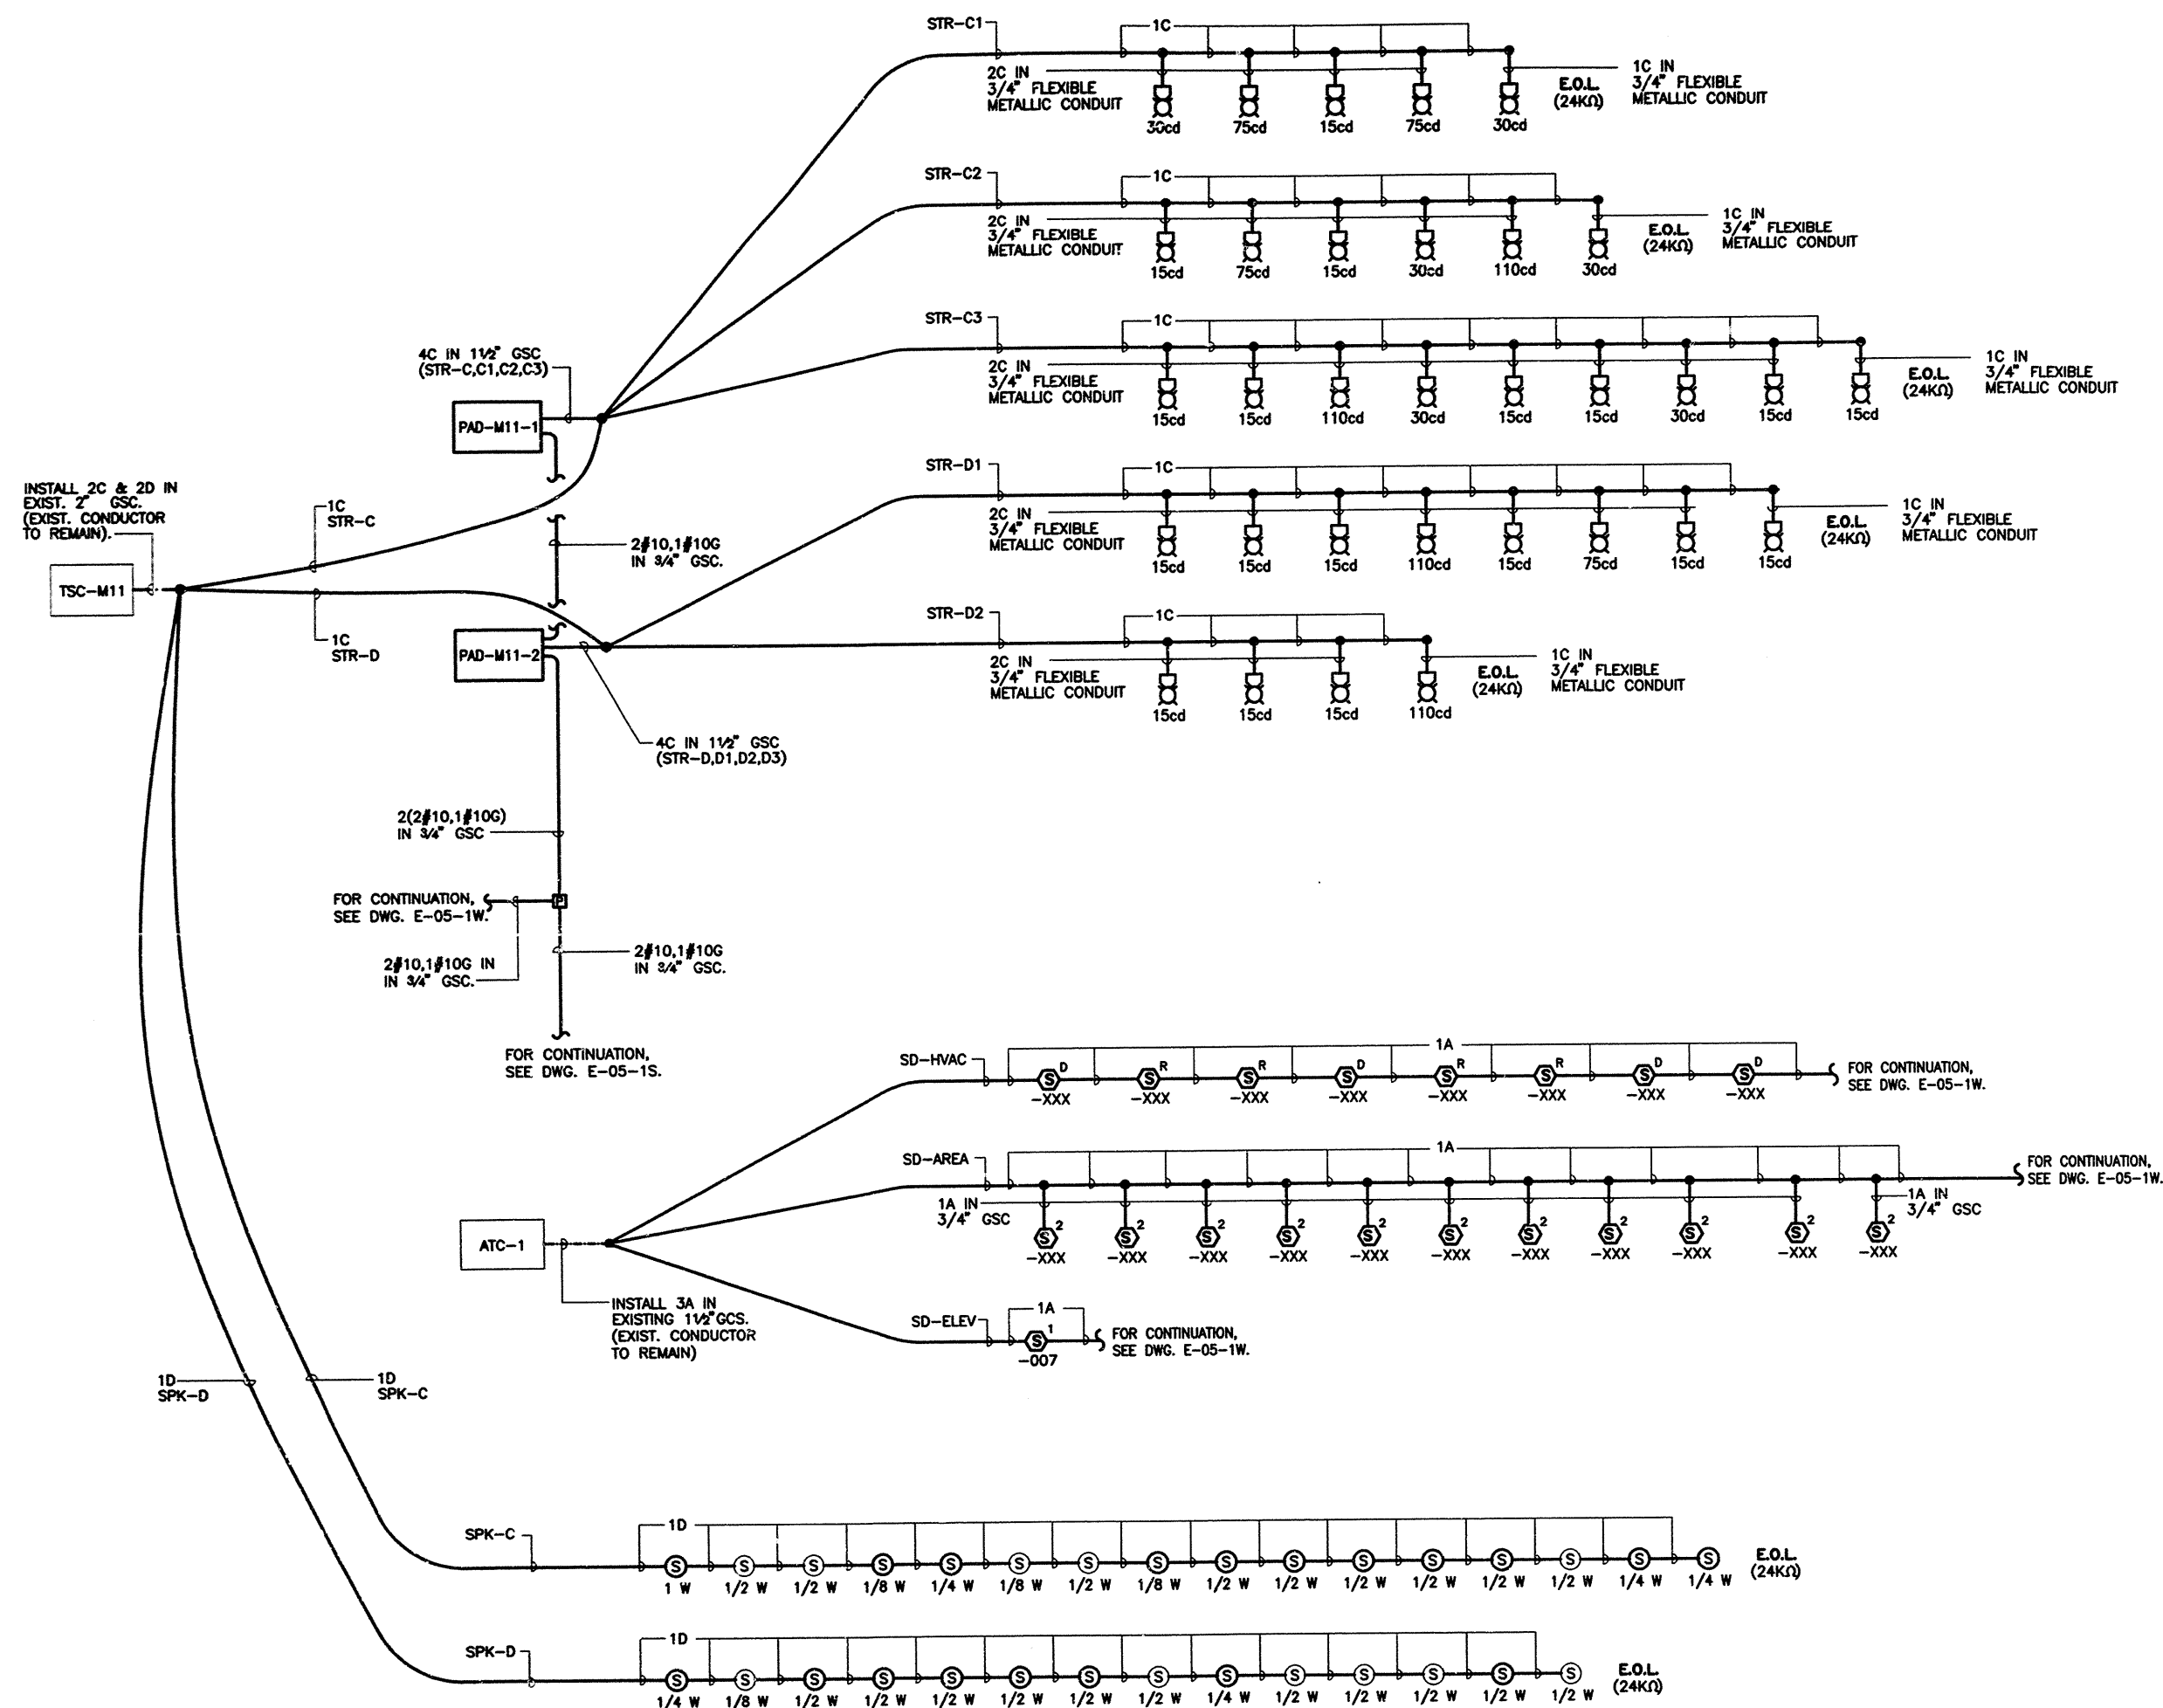 STR-C1
1C
2C IN
3/4" FLEXIBLE
METALLIC CONDUIT
30cd 75cd 15cd 75cd 30cd
E.O.L.
(24KΩ)
1C IN
3/4" FLEXIBLE
METALLIC CONDUIT
STR-C2
1C
2C IN
3/4" FLEXIBLE
METALLIC CONDUIT
15cd 75cd 15cd 30cd 110cd 30cd
E.O.L.
(24KΩ)
1C IN
3/4" FLEXIBLE
METALLIC CONDUIT
STR-C3
1C
2C IN
3/4" FLEXIBLE
METALLIC CONDUIT
15cd 15cd 110cd 30cd 15cd 15cd 30cd 15cd 15cd
E.O.L.
(24KΩ)
1C IN
3/4" FLEXIBLE
METALLIC CONDUIT
4C IN 1½" GSC
(STR-C,C1,C2,C3)
PAD-M11-1
STR-D1
1C
2C IN
3/4" FLEXIBLE
METALLIC CONDUIT
15cd 15cd 15cd 110cd 15cd 75cd 15cd 15cd
E.O.L.
(24KΩ)
1C IN
3/4" FLEXIBLE
METALLIC CONDUIT
INSTALL 2C & 2D IN
EXIST. 2" GSC.
(EXIST. CONDUCTOR
TO REMAIN).
1C
STR-C
2#10,1#10G
IN 3/4" GSC.
TSC-M11
1C
STR-D
PAD-M11-2
STR-D2
1C
2C IN
3/4" FLEXIBLE
METALLIC CONDUIT
15cd 15cd 15cd 110cd
E.O.L.
(24KΩ)
1C IN
3/4" FLEXIBLE
METALLIC CONDUIT
4C IN 1½" GSC
(STR-D,D1,D2,D3)
2(2#10,1#10G)
IN 3/4" GSC
FOR CONTINUATION,
SEE DWG. E-05-1W.
P
2#10,1#10G IN
IN 3/4" GSC.
2#10,1#10G
IN 3/4" GSC.
FOR CONTINUATION,
SEE DWG. E-05-1S.
SD-HVAC
1A
S D S R S R S D S R S R S D S D
-XXX -XXX -XXX -XXX -XXX -XXX -XXX -XXX
FOR CONTINUATION,
SEE DWG. E-05-1W.
SD-AREA
1A
1A IN
3/4" GSC
S 2 S 2 S 2 S 2 S 2 S 2 S 2 S 2 S 2 S 2 S 2
-XXX -XXX -XXX -XXX -XXX -XXX -XXX -XXX -XXX -XXX -XXX
1A IN
3/4" GSC
FOR CONTINUATION,
SEE DWG. E-05-1W.
ATC-1
INSTALL 3A IN
EXISTING 1½"GCS.
(EXIST. CONDUCTOR
TO REMAIN)
SD-ELEV
1A
S 1
-007
FOR CONTINUATION,
SEE DWG. E-05-1W.
1D
SPK-D
1D
SPK-C
SPK-C
1D
S S S S S S S S S S S S S S S S
1 W 1/2 W 1/2 W 1/8 W 1/4 W 1/8 W 1/2 W 1/8 W 1/2 W 1/2 W 1/2 W 1/2 W 1/2 W 1/2 W 1/4 W 1/4 W
E.O.L.
(24KΩ)
SPK-D
1D
S S S S S S S S S S S S S S
1/4 W 1/8 W 1/2 W 1/2 W 1/2 W 1/2 W 1/2 W 1/2 W 1/4 W 1/2 W 1/2 W 1/2 W 1/2 W 1/2 W
E.O.L.
(24KΩ)